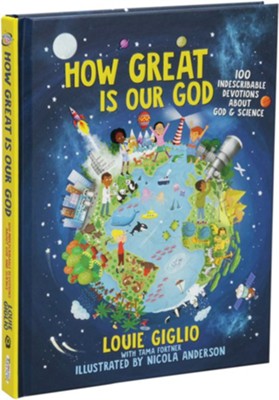 HOW GREAT
IS OUR GOD
100
INDESCRIBABLE
DEVOTIONS
ABOUT
GOD & SCIENCE
LOUIE GIGLIO
WITH TAMA FORTNER
ILLUSTRATED BY NICOLA ANDERSON
HOW GREAT IS OUR GOD
LOUIE
GIGLIO